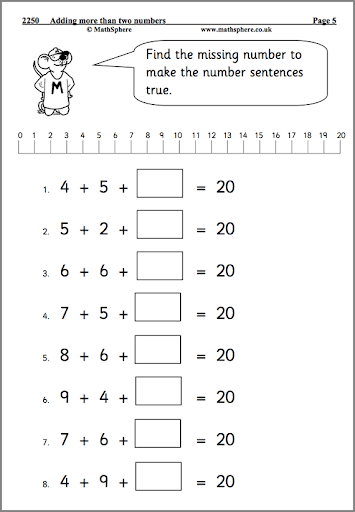 2250 Adding more than two numbers Page 5
© MathSphere www.mathsphere.co.uk
Find the missing number to
make the number sentences
true.
M
0 1 2 3 4 5 6 7 8 9 10 11 12 13 14 15 16 17 18 19 20
1. 4 + 5 + = 20
2. 5 + 2 + = 20
3. 6 + 6 + = 20
4. 7 + 5 + = 20
5. 8 + 6 + = 20
6. 9 + 4 + = 20
7. 7 + 6 + = 20
8. 4 + 9 + = 20